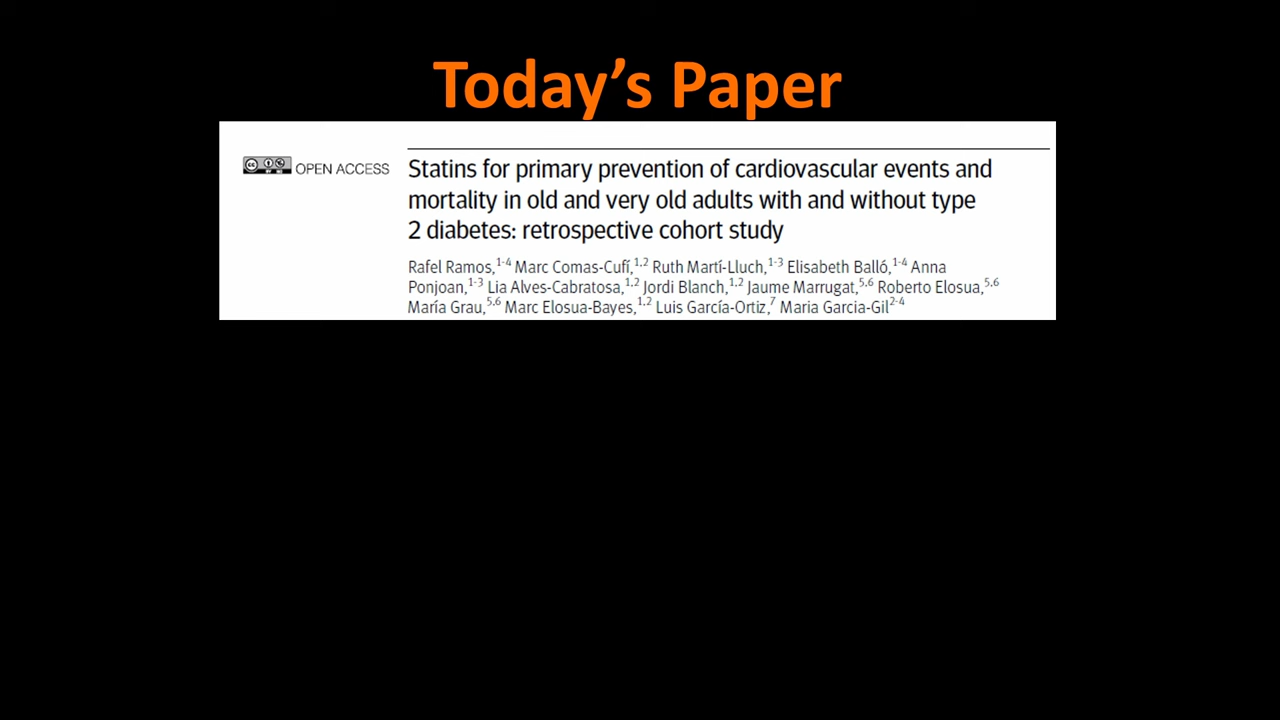 Today’s Paper
OPEN ACCESS
Statins for primary prevention of cardiovascular events and
mortality in old and very old adults with and without type
2 diabetes: retrospective cohort study
Rafel Ramos,1-4 Marc Comas-Cufí,1,2 Ruth Martí-Lluch,1-3 Elisabeth Balló,1-4 Anna
Ponjoan,1-3 Lia Alves-Cabratosa,1,2 Jordi Blanch,1,2 Jaume Marrugat,5,6 Roberto Elosua,5,6
María Grau,5,6 Marc Elosua-Bayes,1,2 Luis García-Ortiz,7 Maria Garcia-Gil2-4